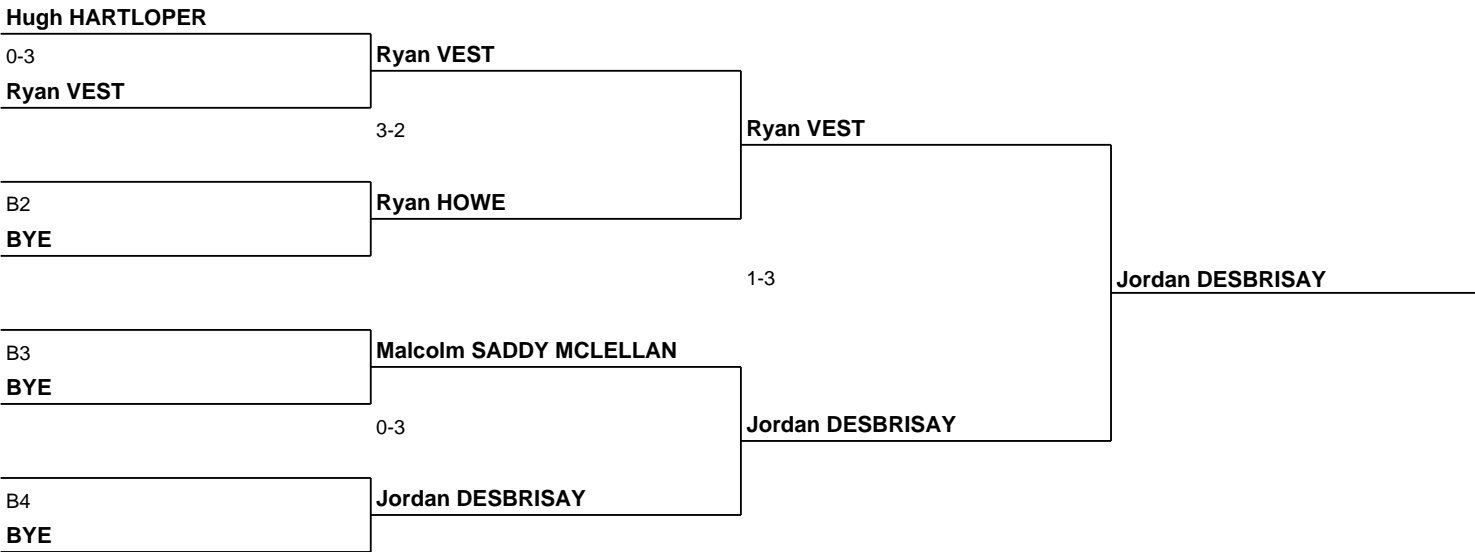 Hugh HARTLOPER
0-3
Ryan VEST
Ryan VEST
3-2
Ryan VEST
B2
Ryan HOWE
BYE
1-3
Jordan DESBRISAY
B3
Malcolm SADDY MCLELLAN
BYE
0-3
Jordan DESBRISAY
B4
Jordan DESBRISAY
BYE